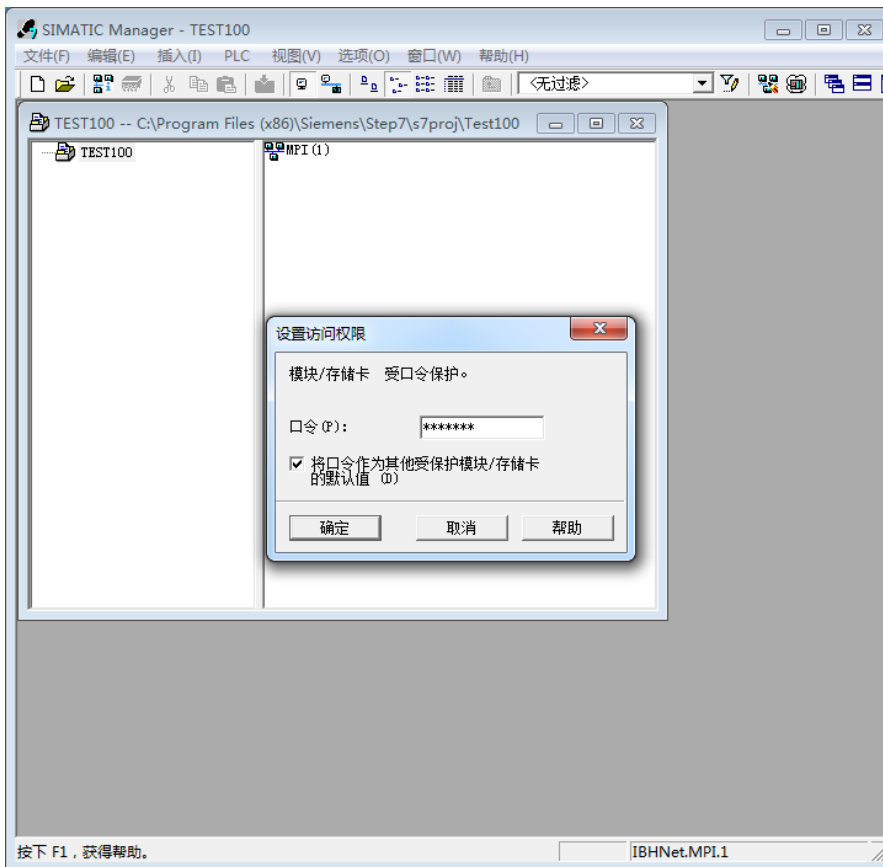 SIMATIC Manager - TEST100
文件(F) 编辑(E) 插入(I) PLC 视图(V) 选项(O) 窗口(W) 帮助(H)
<无过滤>
TEST100 -- C:\Program Files (x86)\Siemens\Step7\s7proj\Test100
TEST100
MPI(1)
设置访问权限
模块/存储卡 受口令保护。
口令(P):
*******
将口令作为其他受保护模块/存储卡
的默认值 (D)
确定 取消 帮助
按下 F1，获得帮助。
IBHNet.MPI.1